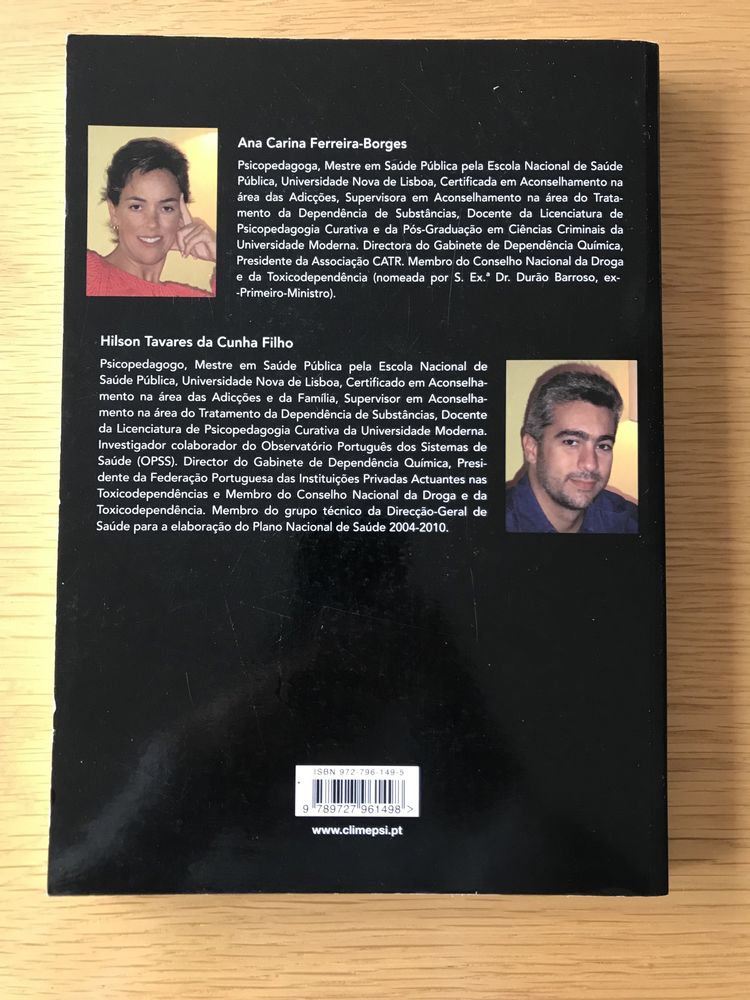 Ana Carina Ferreira-Borges
Psicopedagoga, Mestre em Saúde Pública pela Escola Nacional de Saúde
Pública, Universidade Nova de Lisboa, Certificada em Aconselhamento na
área das Adicções, Supervisora em Aconselhamento na área do Trata-
mento da Dependência de Substâncias, Docente da Licenciatura de
Psicopedagogia Curativa e da Pós-Graduação em Ciências Criminais da
Universidade Moderna. Directora do Gabinete de Dependência Química,
Presidente da Associação CATR. Membro do Conselho Nacional da Droga
e da Toxicodependência (nomeada por S. Ex.ª Dr. Durão Barroso, ex-
-Primeiro-Ministro).
Hilson Tavares da Cunha Filho
Psicopedagogo, Mestre em Saúde Pública pela Escola Nacional de
Saúde Pública, Universidade Nova de Lisboa, Certificado em Aconselha-
mento na área das Adicções e da Família, Supervisor em Aconselha-
mento na área do Tratamento da Dependência de Substâncias, Docente
da Licenciatura de Psicopedagogia Curativa da Universidade Moderna.
Investigador colaborador do Observatório Português dos Sistemas de
Saúde (OPSS). Director do Gabinete de Dependência Química, Presi-
dente da Federação Portuguesa das Instituições Privadas Actuantes nas
Toxicodependências e Membro do Conselho Nacional da Droga e da
Toxicodependência. Membro do grupo técnico da Direcção-Geral de
Saúde para a elaboração do Plano Nacional de Saúde 2004-2010.
ISBN 972-796-149-5
9 789727 961498 >
www.climepsi.pt